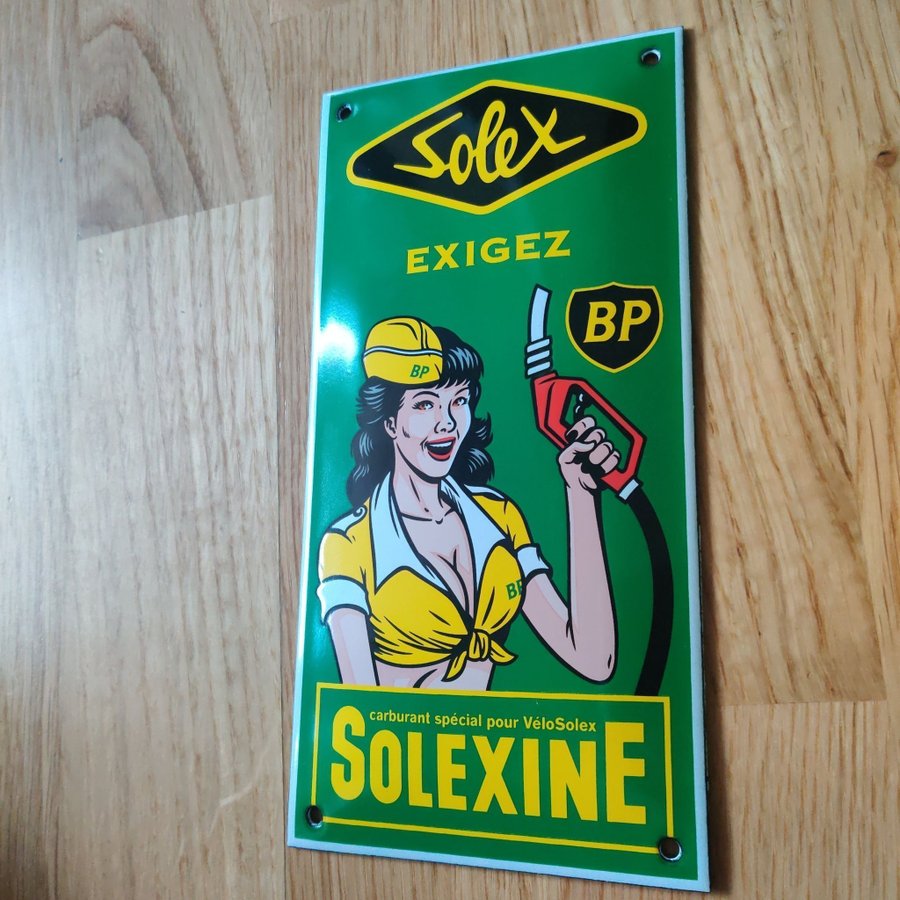 Solex
EXIGEZ
BP
BP
BP
carburant spécial pour VéloSolex
SOLEXINE